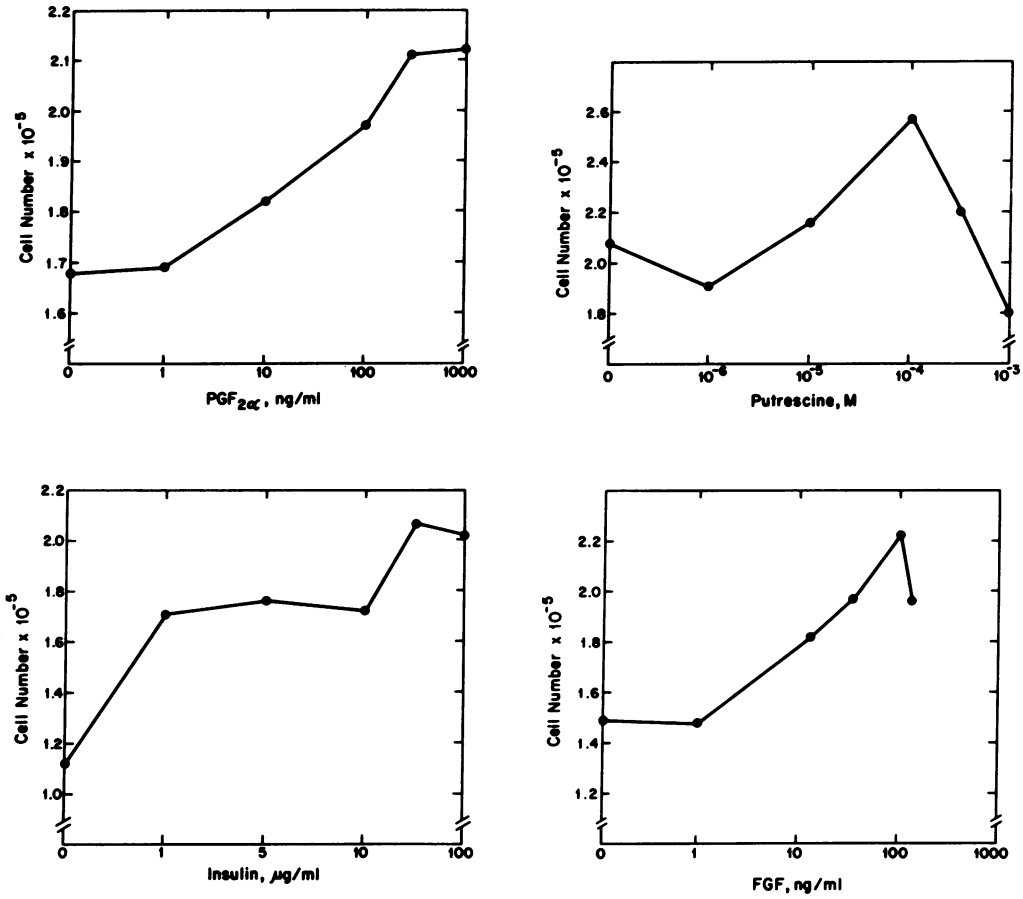 2.2
2.1
2.0
1.9
1.8
1.7
1.6
Cell Number x 10⁻⁵
0 1 10 100 1000
PGF₂α, ng/ml
2.6
2.4
2.2
2.0
1.8
Cell Number x 10⁻⁵
0 10⁻⁶ 10⁻⁵ 10⁻⁴ 10⁻³
Putrescine, M
2.2
2.0
1.8
1.6
1.4
1.2
1.0
Cell Number x 10⁻⁵
0 1 5 10 100
Insulin, µg/ml
2.2
2.0
1.8
1.6
1.4
1.2
Cell Number x 10⁻⁵
0 1 10 100 1000
FGF, ng/ml